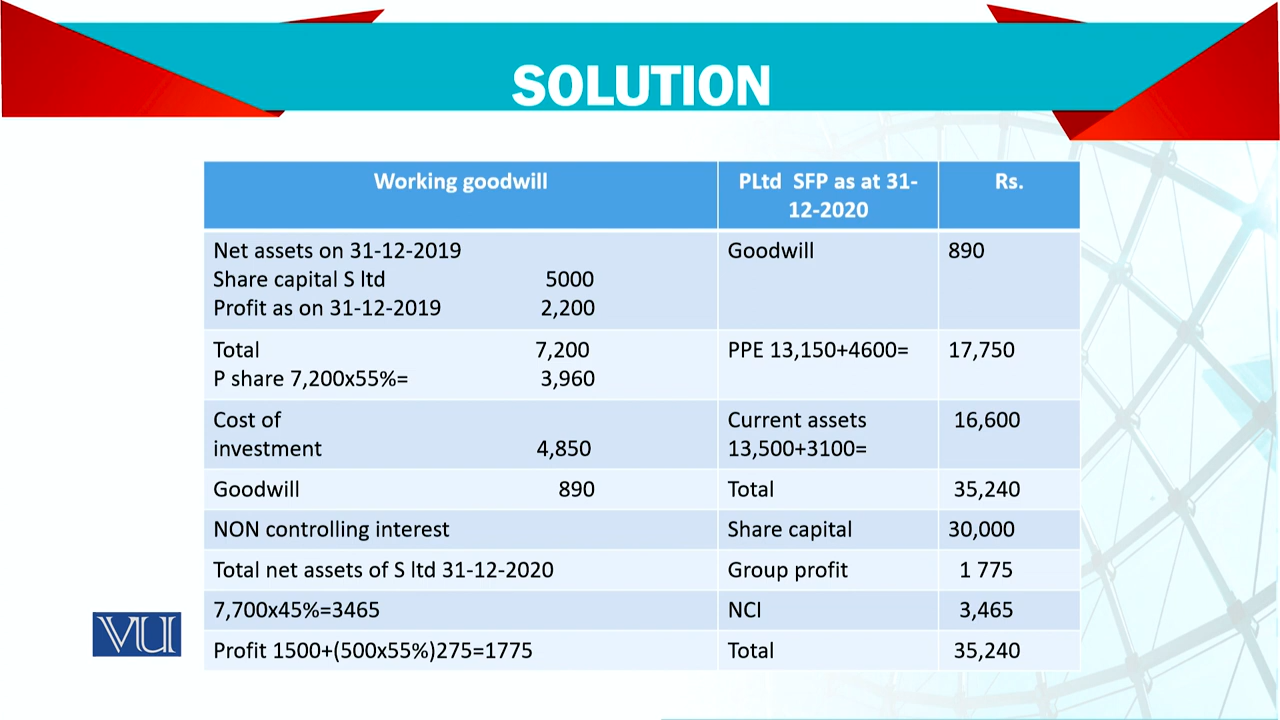 SOLUTION
Working goodwill
PLtd SFP as at 31-
12-2020
Rs.
Net assets on 31-12-2019
Share capital S ltd 5000
Profit as on 31-12-2019 2,200
Goodwill
890
Total 7,200
P share 7,200x55%= 3,960
PPE 13,150+4600=
17,750
Cost of
investment 4,850
Current assets
13,500+3100=
16,600
Goodwill 890
Total
35,240
NON controlling interest
Share capital
30,000
Total net assets of S ltd 31-12-2020
Group profit
1 775
7,700x45%=3465
NCI
3,465
Profit 1500+(500x55%)275=1775
Total
35,240
VU